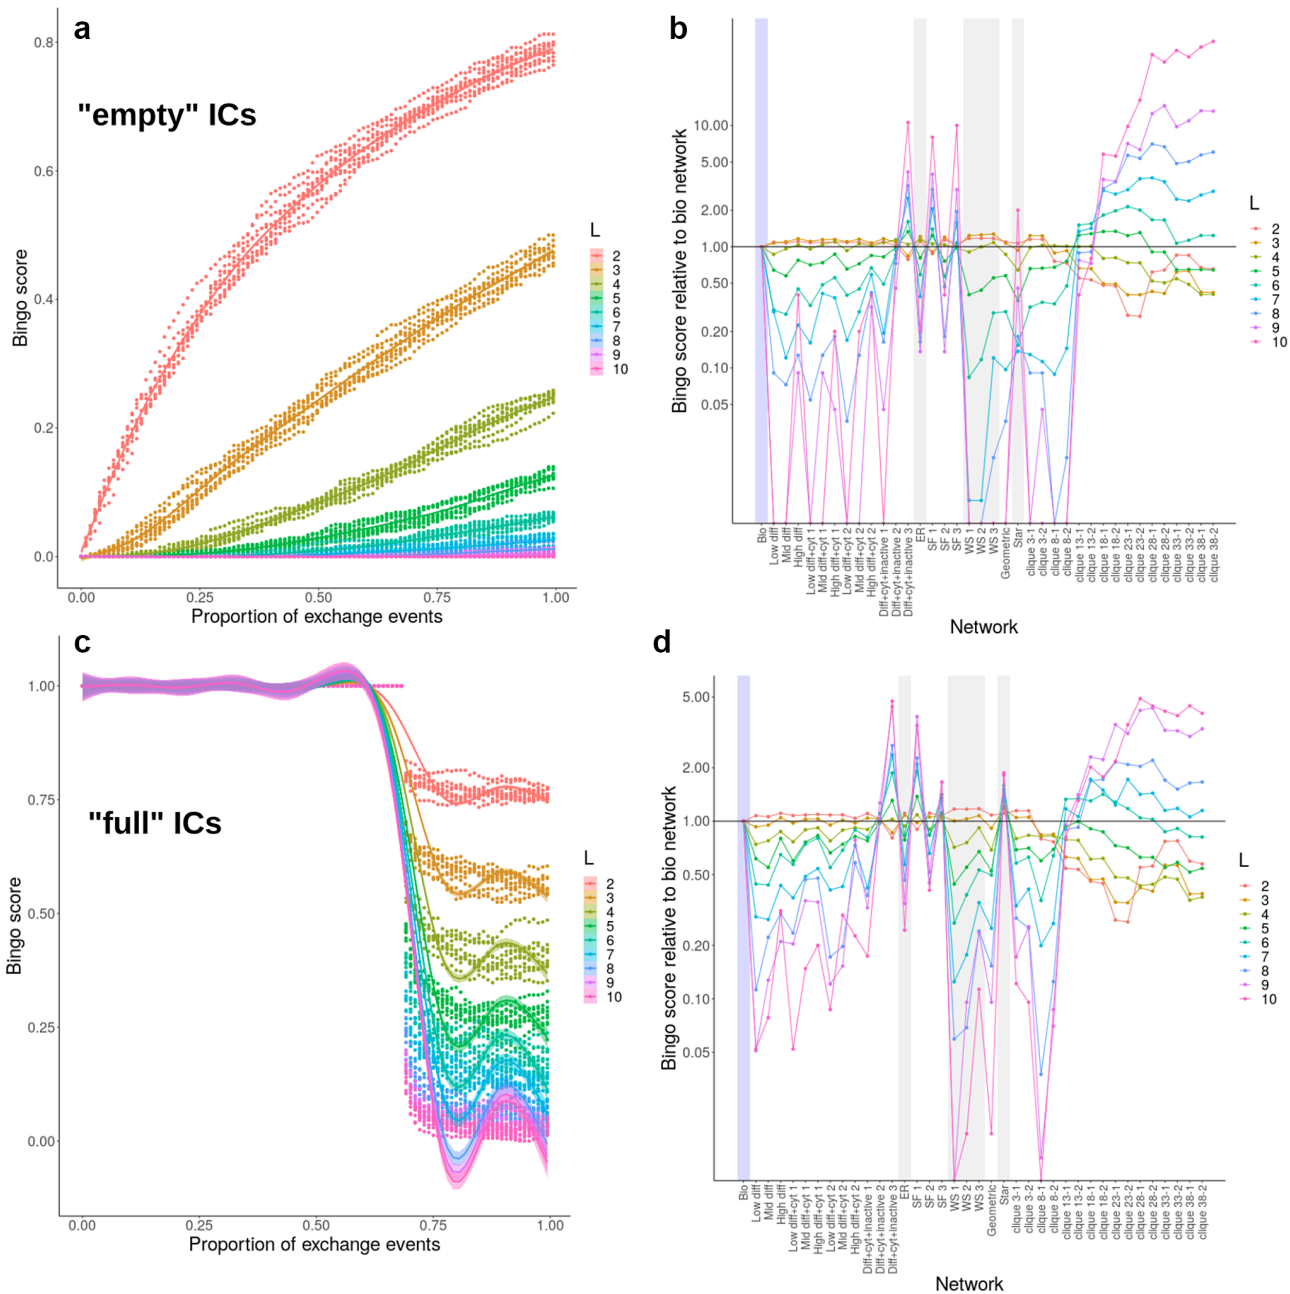 a
"empty" ICs
Bingo score
0.8
0.6
0.4
0.2
0.0
0.00
0.25
0.50
0.75
1.00
Proportion of exchange events
L
2
3
4
5
6
7
8
9
10
b
Bingo score relative to bio network
10.00
5.00
2.00
1.00
0.50
0.20
0.10
0.05
Bio
Low diff
Mid diff
High diff
Low diff+cyt 1
Mid diff+cyt 1
High diff+cyt 1
Low diff+cyt 2
Mid diff+cyt 2
High diff+cyt 2
Diff+cyt+inactive 1
Diff+cyt+inactive 2
Diff+cyt+inactive 3
ER
SF 1
SF 2
SF 3
WS 1
WS 2
WS 3
Geometric
Star
clique 3-1
clique 3-2
clique 8-1
clique 8-2
clique 13-1
clique 13-2
clique 18-1
clique 18-2
clique 23-1
clique 23-2
clique 28-1
clique 28-2
clique 33-1
clique 33-2
clique 38-1
clique 38-2
Network
L
2
3
4
5
6
7
8
9
10
c
"full" ICs
Bingo score
1.00
0.75
0.50
0.25
0.00
0.00
0.25
0.50
0.75
1.00
Proportion of exchange events
L
2
3
4
5
6
7
8
9
10
d
Bingo score relative to bio network
5.00
2.00
1.00
0.50
0.20
0.10
0.05
Bio
Low diff
Mid diff
High diff
Low diff+cyt 1
Mid diff+cyt 1
High diff+cyt 1
Low diff+cyt 2
Mid diff+cyt 2
High diff+cyt 2
Diff+cyt+inactive 1
Diff+cyt+inactive 2
Diff+cyt+inactive 3
ER
SF 1
SF 2
SF 3
WS 1
WS 2
WS 3
Geometric
Star
clique 3-1
clique 3-2
clique 8-1
clique 8-2
clique 13-1
clique 13-2
clique 18-1
clique 18-2
clique 23-1
clique 23-2
clique 28-1
clique 28-2
clique 33-1
clique 33-2
clique 38-1
clique 38-2
Network
L
2
3
4
5
6
7
8
9
10